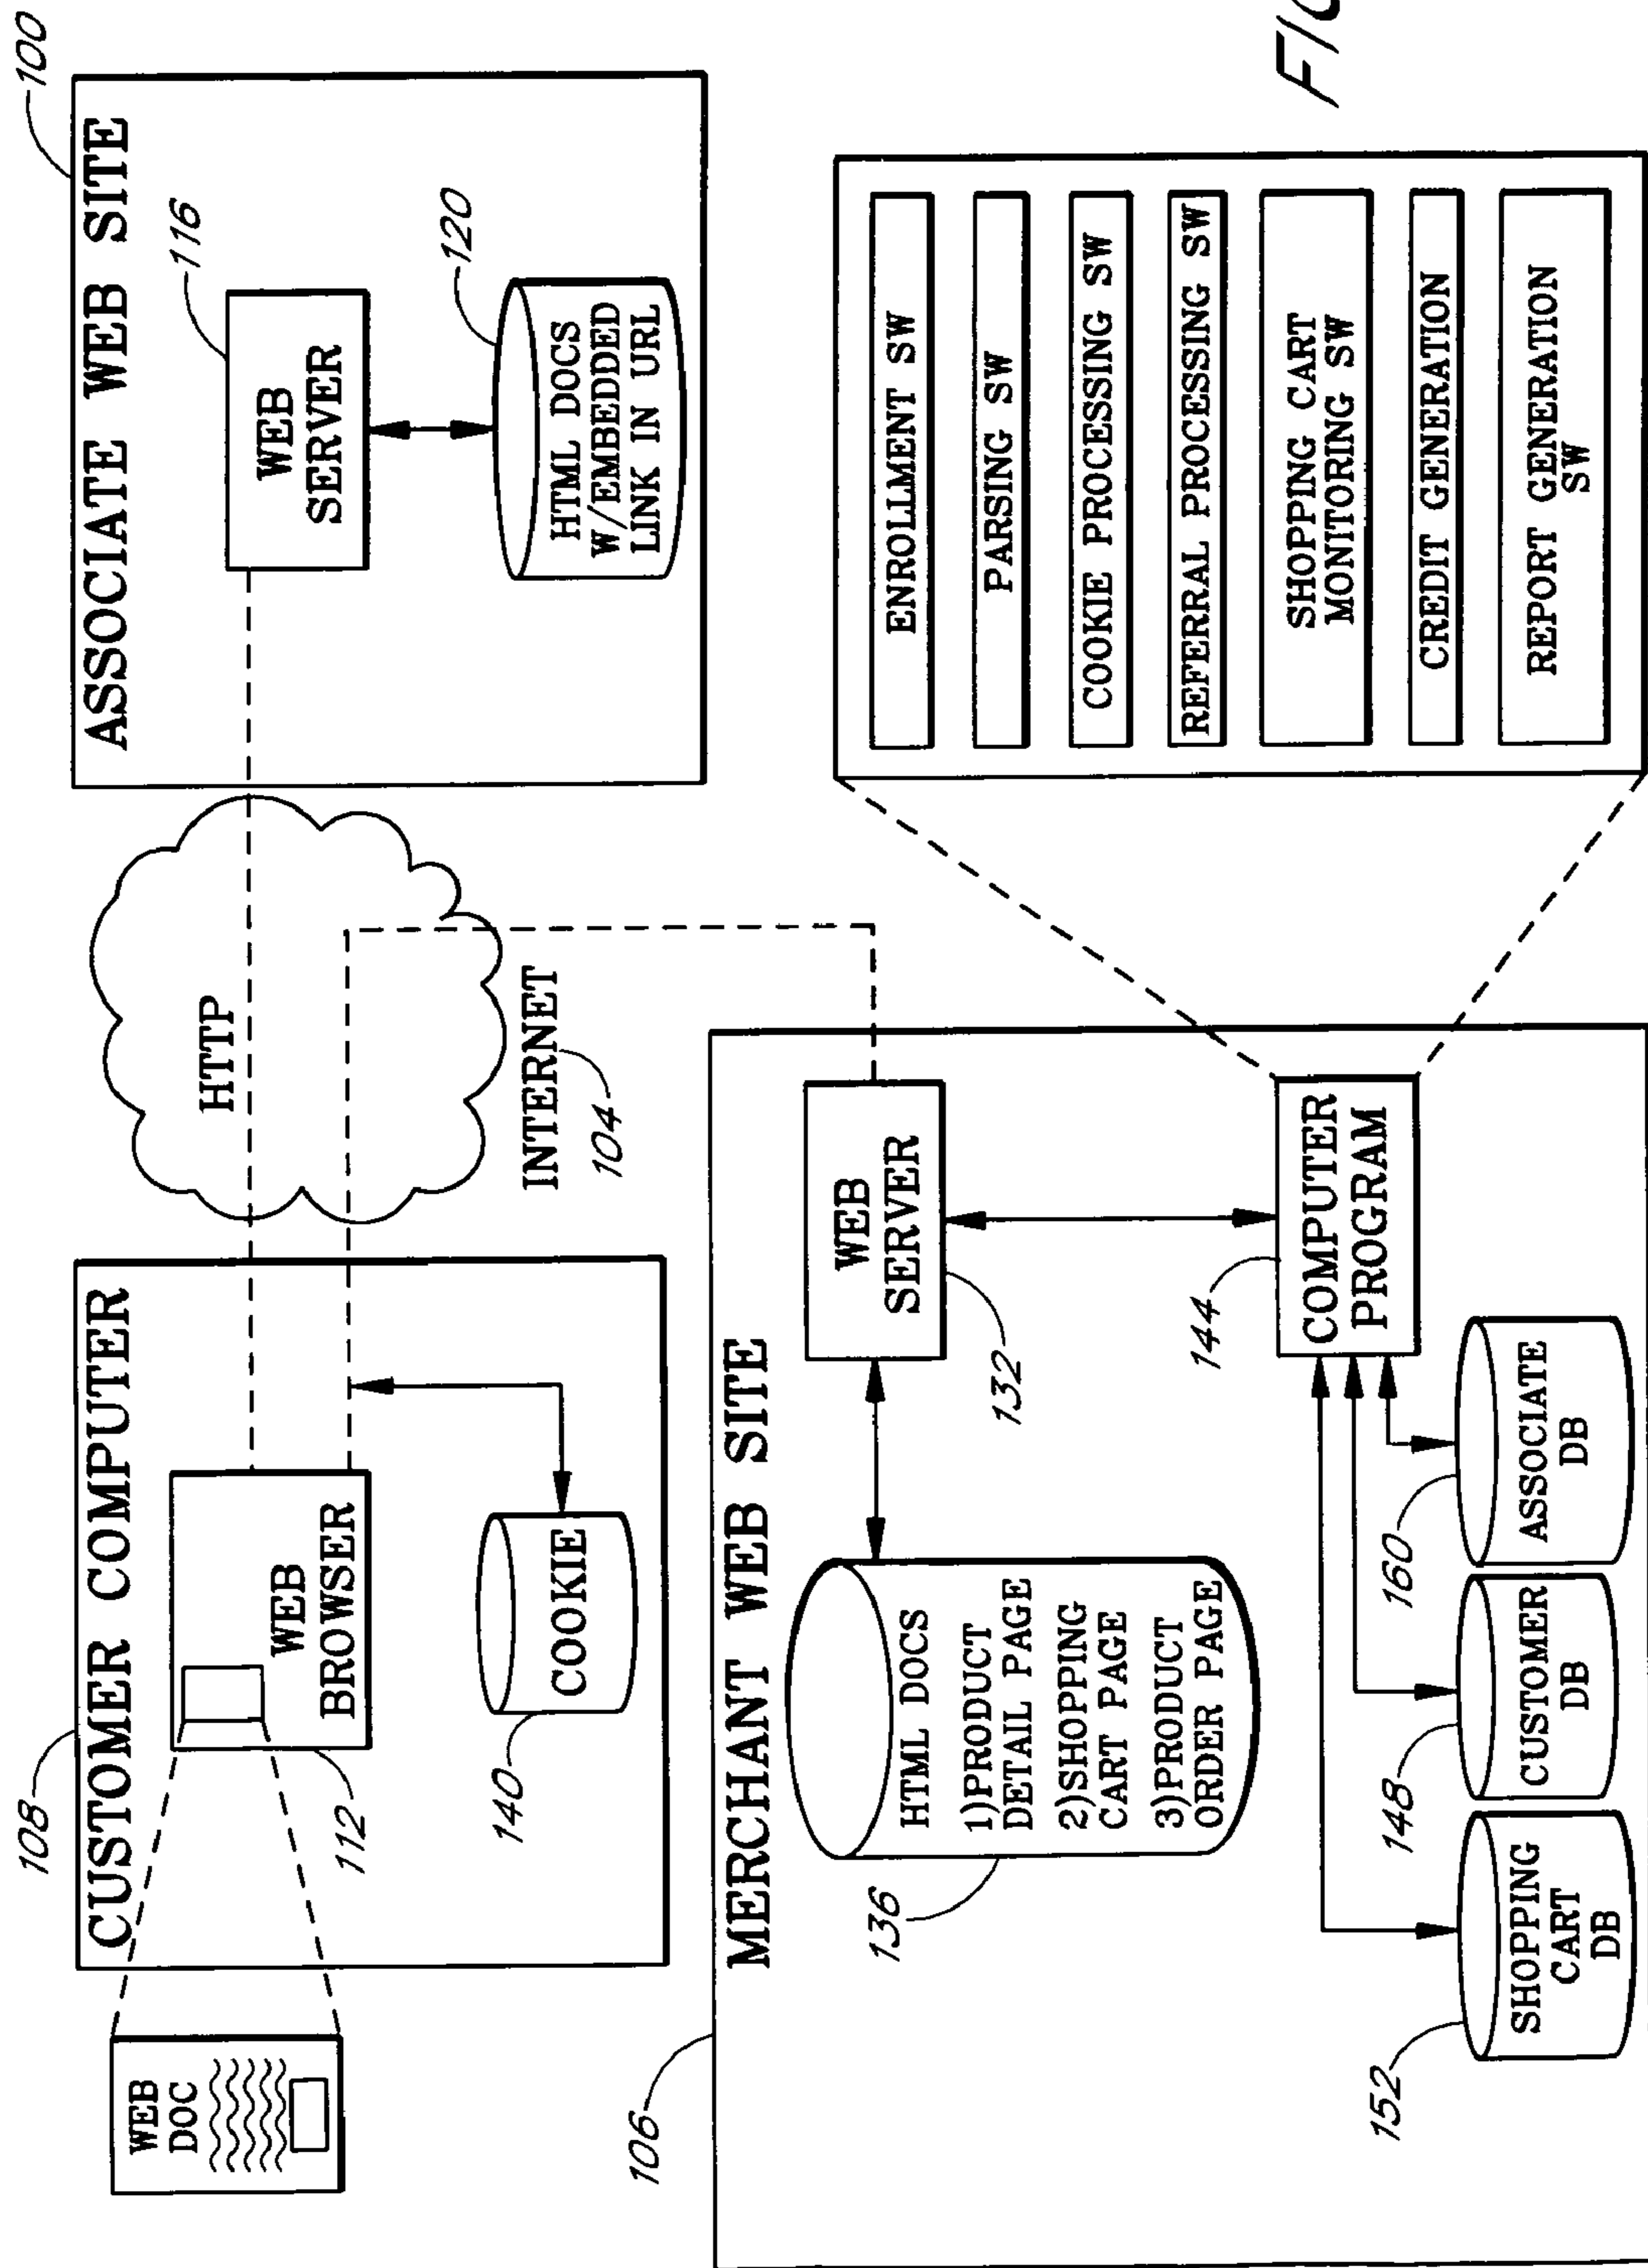 WEB
DOC
108
CUSTOMER COMPUTER
WEB
BROWSER
112
COOKIE
140
HTTP
INTERNET
104
100
ASSOCIATE WEB SITE
WEB
SERVER
116
HTML DOCS
W/EMBEDDED
LINK IN URL
120
106
MERCHANT WEB SITE
HTML DOCS
1)PRODUCT
DETAIL PAGE
2)SHOPPING
CART PAGE
3)PRODUCT
ORDER PAGE
136
WEB
SERVER
132
144
COMPUTER
PROGRAM
SHOPPING
CART
DB
152
CUSTOMER
DB
148
ASSOCIATE
DB
160
ENROLLMENT SW
PARSING SW
COOKIE PROCESSING SW
REFERRAL PROCESSING SW
SHOPPING CART
MONITORING SW
CREDIT GENERATION
REPORT GENERATION
SW